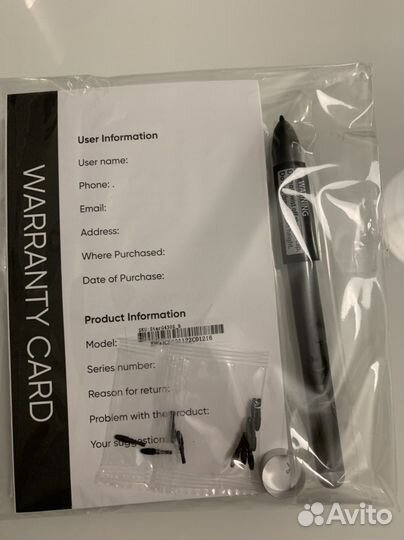 WARRANTY CARD
User Information
User name:
Phone: .
Email:
Address:
Where Purchased:
Date of Purchase:
Product Information
Model:
Series number:
Reason for return:
Problem with the product:
Your suggestion:
WARNING
Avito